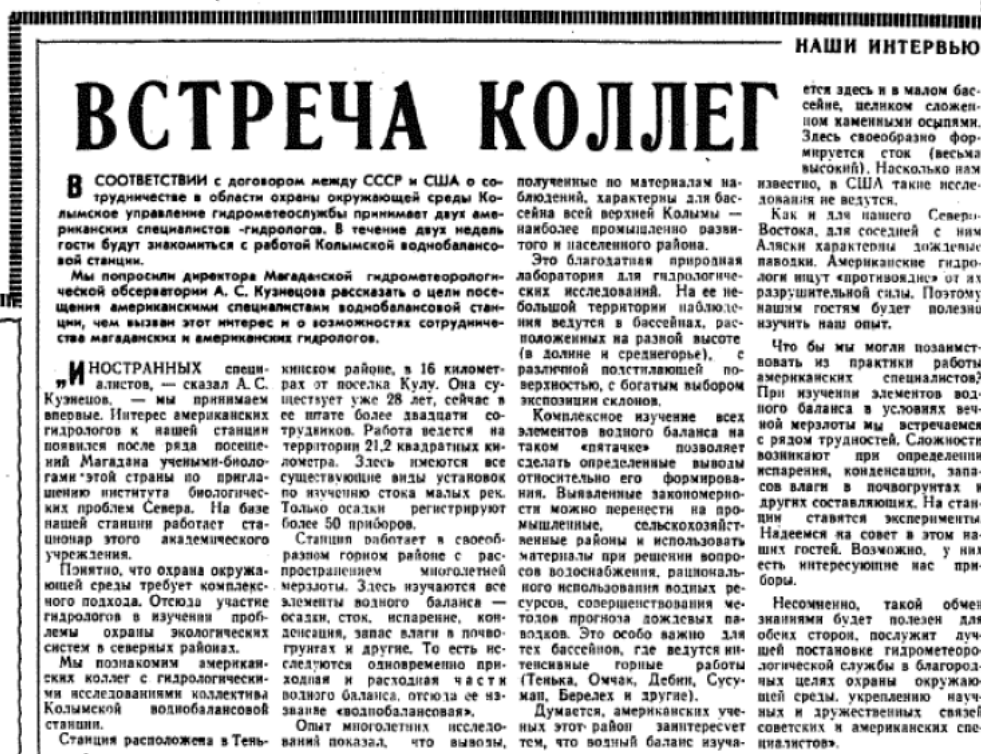 НАШИ ИНТЕРВЬЮ
ВСТРЕЧА КОЛЛЕГ
В СООТВЕТСТВИИ с договором между СССР и США о со-
трудничестве в области охраны окружающей среды Ко-
лымское управление гидрометеослужбы принимает двух аме-
риканских специалистов -гидрологов. В течение двух недель
гости будут знакомиться с работой Колымской воднобалансо-
вой станции.
Мы попросили директора Магаданской гидрометеорологи-
ческой обсерватории А. С. Кузнецова рассказать о цели посе-
щения американскими специалистами воднобалансовой стан-
ции, чем вызван этот интерес и о возможностях сотрудниче-
ства магаданских и американских гидрологов.
„ИНОСТРАННЫХ специ-
алистов, — сказал А. С.
Кузнецов, — мы принимаем
впервые. Интерес американских
гидрологов к нашей станции
появился после ряда посеще-
ний Магадана учеными-биоло-
гами этой страны по пригла-
шению института биологичес-
ких проблем Севера. На базе
нашей станции работает ста-
ционар этого академического
учреждения.
Понятно, что охрана окружа-
ющей среды требует комплекс-
ного подхода. Отсюда участие
гидрологов в изучении проб-
лемы охраны экологических
систем в северных районах.
Мы познакомим американ-
ских коллег с гидрологически-
ми исследованиями коллектива
Колымской воднобалансовой
станции.
Станция расположена в Тень-
кинском районе, в 16 километ-
рах от поселка Кулу. Она су-
ществует уже 28 лет, сейчас в
ее штате более двадцати со-
трудников. Работа ведется на
территории 21,2 квадратных ки-
лометра. Здесь имеются все
существующие виды установок
по изучению стока малых рек.
Только осадки регистрируют
более 50 приборов.
Станция работает в своеоб-
разном горном районе с рас-
пространением многолетней
мерзлоты. Здесь изучаются все
элементы водного баланса —
осадки, сток, испарение, кон-
денсация, запас влаги в почво-
грунтах и другие. То есть ис-
следуются одновременно при-
ходная и расходная части
водного баланса, отсюда ее на-
звание «воднобалансовая».
Опыт многолетних исследо-
ваний показал, что выводы,
полученные по материалам на-
блюдений, характерны для бас-
сейна всей верхней Колымы —
наиболее промышленно разви-
того и населенного района.
Это благодатная природная
лаборатория для гидрологиче-
ских исследований. На ее не-
большой территории наблюде-
ния ведутся в бассейнах, рас-
положенных на разной высоте
(в долине и среднегорье), с
различной подстилающей по-
верхностью, с богатым выбором
экспозиции склонов.
Комплексное изучение всех
элементов водного баланса на
таком «пятачке» позволяет
сделать определенные выводы
относительно его формирова-
ния. Выявленные закономерно-
сти можно перенести на про-
мышленные, сельскохозяйст-
венные районы и использовать
материалы при решении вопро-
сов водоснабжения, рациональ-
ного использования водных ре-
сурсов, совершенствования ме-
тодов прогноза дождевых па-
водков. Это особо важно для
тех бассейнов, где ведутся ин-
тенсивные горные работы
(Тенька, Омчак, Дебин, Сусу-
ман, Берелех и другие).
Думается, американских уче-
ных этот район заинтересует
тем, что водный баланс изуча-
ется здесь и в малом бас-
сейне, целиком сложен-
ном каменными осыпями.
Здесь своеобразно фор-
мируется сток (весьма
высокий). Насколько нам
известно, в США такие иссле-
дования не ведутся.
Как и для нашего Северо-
Востока, для соседней с ним
Аляски характерны дождевые
паводки. Американские гидро-
логи ищут «противоядие» от их
разрушительной силы. Поэтому
нашим гостям будет полезно
изучить наш опыт.
Что бы мы могли позаимст-
вовать из практики работы
американских специалистов?
При изучении элементов вод-
ного баланса в условиях веч-
ной мерзлоты мы встречаемся
с рядом трудностей. Сложности
возникают при определении
испарения, конденсации, запа-
сов влаги в почвогрунтах и
других составляющих. На стан-
ции ставятся эксперименты.
Надеемся на совет в этом на-
ших гостей. Возможно, у них
есть интересующие нас при-
боры.
Несомненно, такой обмен
знаниями будет полезен для
обеих сторон, послужит луч-
шей постановке гидрометеоро-
логической службы в благород-
ных целях охраны окружаю-
щей среды, укреплению науч-
ных и дружественных связей
советских и американских спе-
циалистов».